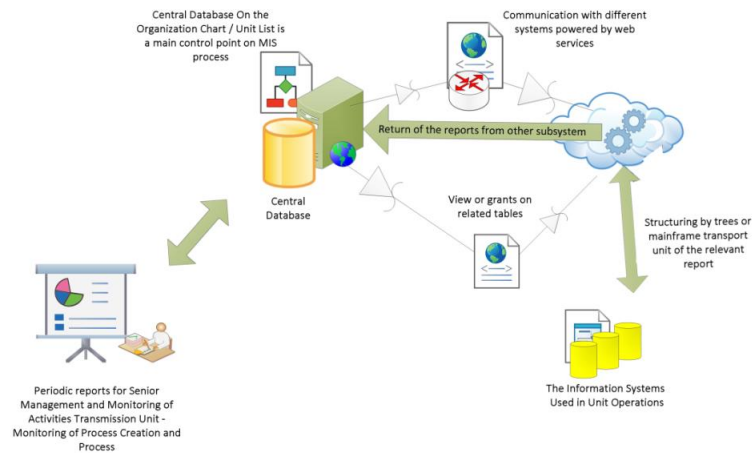 Central Database On the
Organization Chart / Unit List is
a main control point on MIS
process
Communication with different
systems powered by web
services
Return of the reports from other subsystem
Central
Database
View or grants on
related tables
Structuring by trees or
mainframe transport
unit of the relevant
report
Periodic reports for Senior
Management and Monitoring of
Activities Transmission Unit -
Monitoring of Process Creation and
Process
The Information Systems
Used in Unit Operations